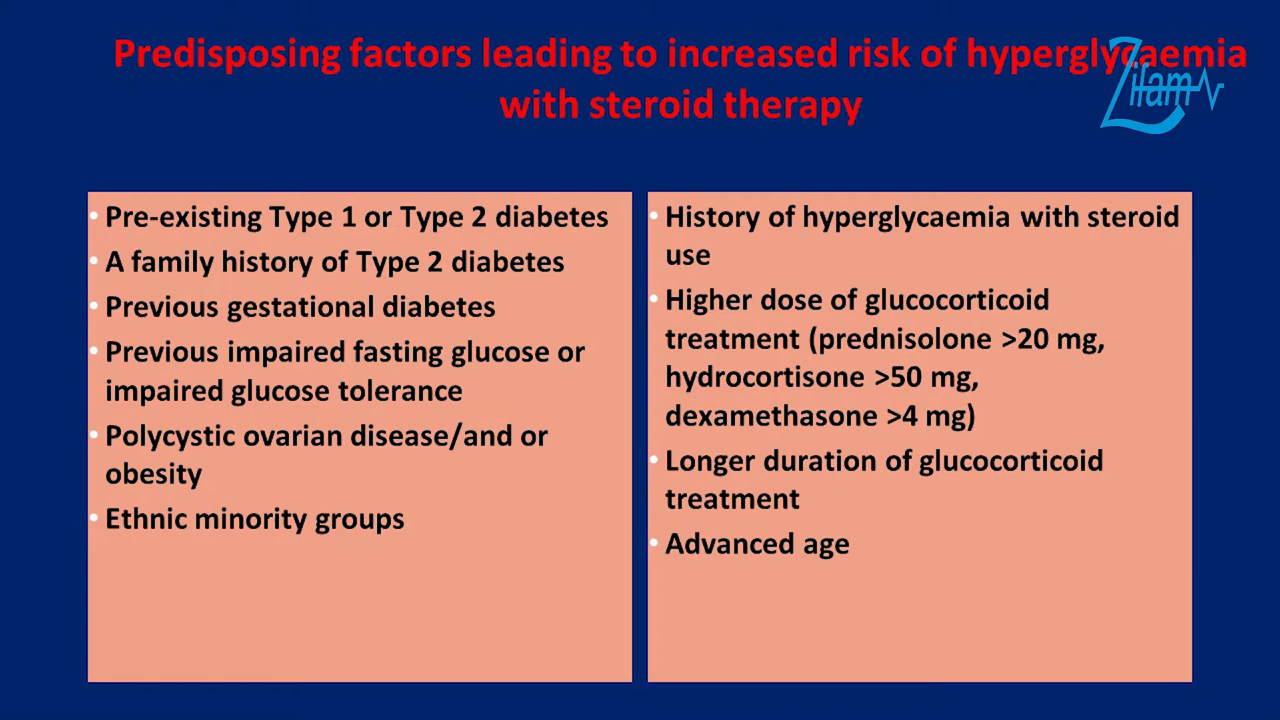 Predisposing factors leading to increased risk of hyperglycaemia
with steroid therapy
Zifam
• Pre-existing Type 1 or Type 2 diabetes
• A family history of Type 2 diabetes
• Previous gestational diabetes
• Previous impaired fasting glucose or
impaired glucose tolerance
• Polycystic ovarian disease/and or
obesity
• Ethnic minority groups
• History of hyperglycaemia with steroid
use
• Higher dose of glucocorticoid
treatment (prednisolone >20 mg,
hydrocortisone >50 mg,
dexamethasone >4 mg)
• Longer duration of glucocorticoid
treatment
• Advanced age